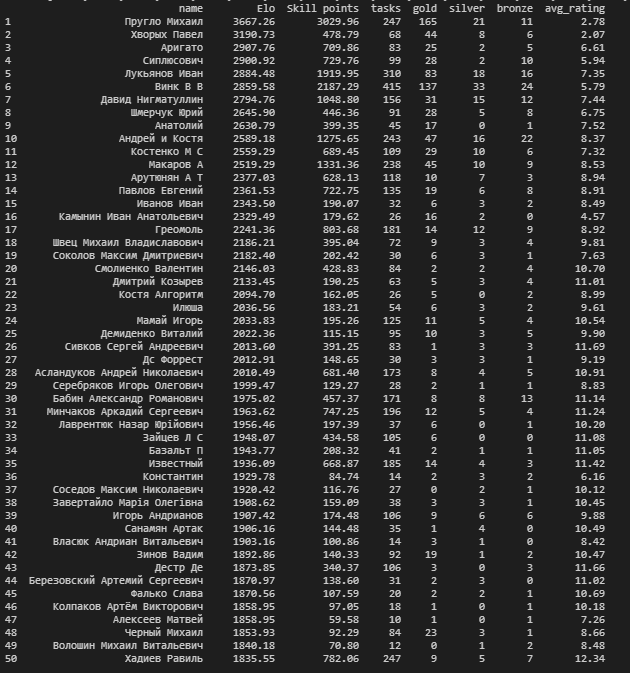 name Elo Skill points tasks gold silver bronze avg_rating
1 Пругло Михаил 3667.26 3029.96 247 165 21 11 2.78
2 Хворых Павел 3190.73 478.79 68 44 8 6 2.07
3 Аригато 2907.76 709.86 83 25 2 5 6.61
4 Сиплюсович 2900.92 729.76 99 28 2 10 5.94
5 Лукьянов Иван 2884.48 1919.95 310 83 18 16 7.35
6 Винк В В 2859.58 2187.29 415 137 33 24 5.79
7 Давид Нигматуллин 2794.76 1048.80 156 31 15 12 7.44
8 Шмерчук Юрий 2645.90 446.36 91 28 5 8 6.75
9 Анатолий 2630.79 399.35 45 17 0 1 7.52
10 Андрей и Костя 2589.18 1275.65 243 47 16 22 8.37
11 Костенко М С 2559.29 689.45 109 29 10 6 7.32
12 Макаров А 2519.29 1331.36 238 45 10 9 8.53
13 Арутюнян А Т 2377.03 628.13 118 10 7 3 8.94
14 Павлов Евгений 2361.53 722.75 135 19 6 8 8.91
15 Иванов Иван 2343.50 190.07 32 6 3 2 8.49
16 Камынин Иван Анатольевич 2329.49 179.62 26 16 2 0 4.57
17 Греомоль 2241.36 803.68 181 14 12 9 8.92
18 Швец Михаил Владиславович 2186.21 395.04 72 9 3 4 9.81
19 Соколов Максим Дмитриевич 2182.40 202.42 30 6 3 1 7.63
20 Смолиенко Валентин 2146.03 428.83 84 2 2 4 10.70
21 Дмитрий Козырев 2133.45 190.25 63 5 3 4 11.01
22 Костя Алгоритм 2094.70 162.05 26 5 0 2 8.99
23 Илюша 2036.56 183.21 54 6 3 2 9.61
24 Мамай Игорь 2033.83 195.26 125 11 5 4 10.54
25 Демиденко Виталий 2022.36 115.15 95 10 3 5 9.90
26 Сивков Сергей Андреевич 2013.60 391.25 83 1 3 3 11.69
27 Дс Форрест 2012.91 148.65 30 3 3 1 9.19
28 Асландуков Андрей Николаевич 2010.49 681.40 173 8 4 5 10.91
29 Серебряков Игорь Олегович 1999.47 129.27 28 2 1 1 8.83
30 Бабин Александр Романович 1975.02 457.37 171 8 8 13 11.14
31 Минчаков Аркадий Сергеевич 1963.62 747.25 196 12 5 4 11.24
32 Лаврентюк Назар Юрійович 1956.46 197.39 37 6 0 1 10.20
33 Зайцев Л С 1948.07 434.58 105 6 0 0 11.08
34 Базальт П 1943.77 208.32 41 2 1 1 11.05
35 Известный 1936.09 668.87 185 14 4 3 11.42
36 Константин 1929.78 84.74 14 2 3 2 6.16
37 Соседов Максим Николаевич 1920.42 116.76 27 0 2 1 10.12
38 Завертайло Марія Олегівна 1908.62 159.09 38 3 3 1 10.45
39 Игорь Андрианов 1907.42 174.48 106 9 6 6 9.88
40 Санамян Артак 1906.16 144.48 35 1 4 0 10.49
41 Власюк Андриан Витальевич 1903.16 100.86 14 3 1 0 8.42
42 Зинов Вадим 1892.86 140.33 92 19 1 2 10.47
43 Дестр Де 1873.85 340.37 106 3 0 3 11.66
44 Березовский Артемий Сергеевич 1870.97 138.60 31 2 3 0 11.02
45 Фалько Слава 1870.56 107.59 20 2 2 1 10.69
46 Колпаков Артём Викторович 1858.95 97.05 18 1 0 1 10.18
47 Алексеев Матвей 1858.95 59.58 10 1 0 1 7.26
48 Черный Михаил 1853.93 92.29 84 23 3 1 8.66
49 Волошин Михаил Витальевич 1840.18 70.80 12 0 1 2 8.48
50 Хадиев Равиль 1835.55 782.06 247 9 5 7 12.34